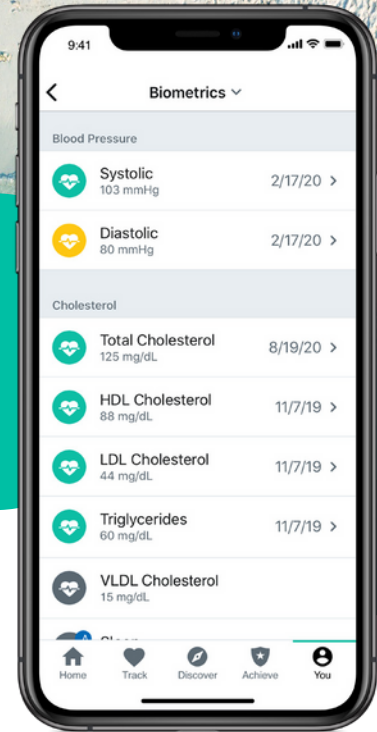 9:41
Biometrics
Blood Pressure
Systolic
2/17/20
103 mmHg
Diastolic
2/17/20
80 mmHg
Cholesterol
Total Cholesterol
8/19/20
125 mg/dL
HDL Cholesterol
11/7/19
88 mg/dL
LDL Cholesterol
11/7/19
44 mg/dL
Triglycerides
11/7/19
60 mg/dL
VLDL Cholesterol
15 mg/dL
Home Track Discover Achieve You